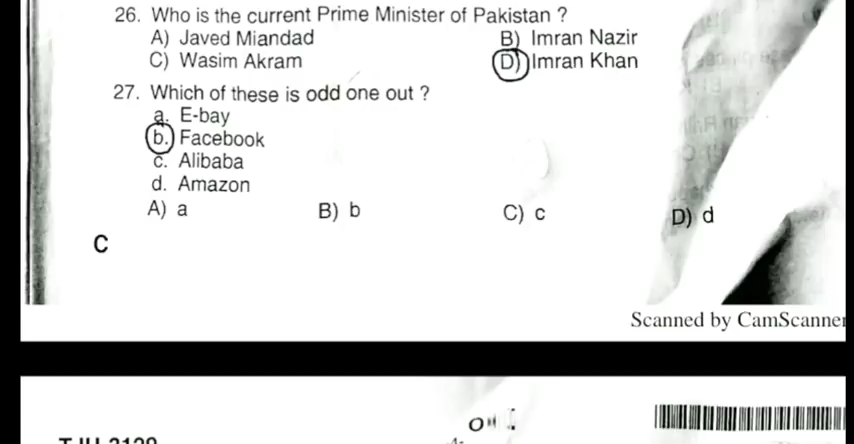 26. Who is the current Prime Minister of Pakistan ?
A) Javed Miandad B) Imran Nazir
C) Wasim Akram D) Imran Khan
27. Which of these is odd one out ?
a. E-bay
b. Facebook
c. Alibaba
d. Amazon
A) a B) b C) c D) d
C
Scanned by CamScanner